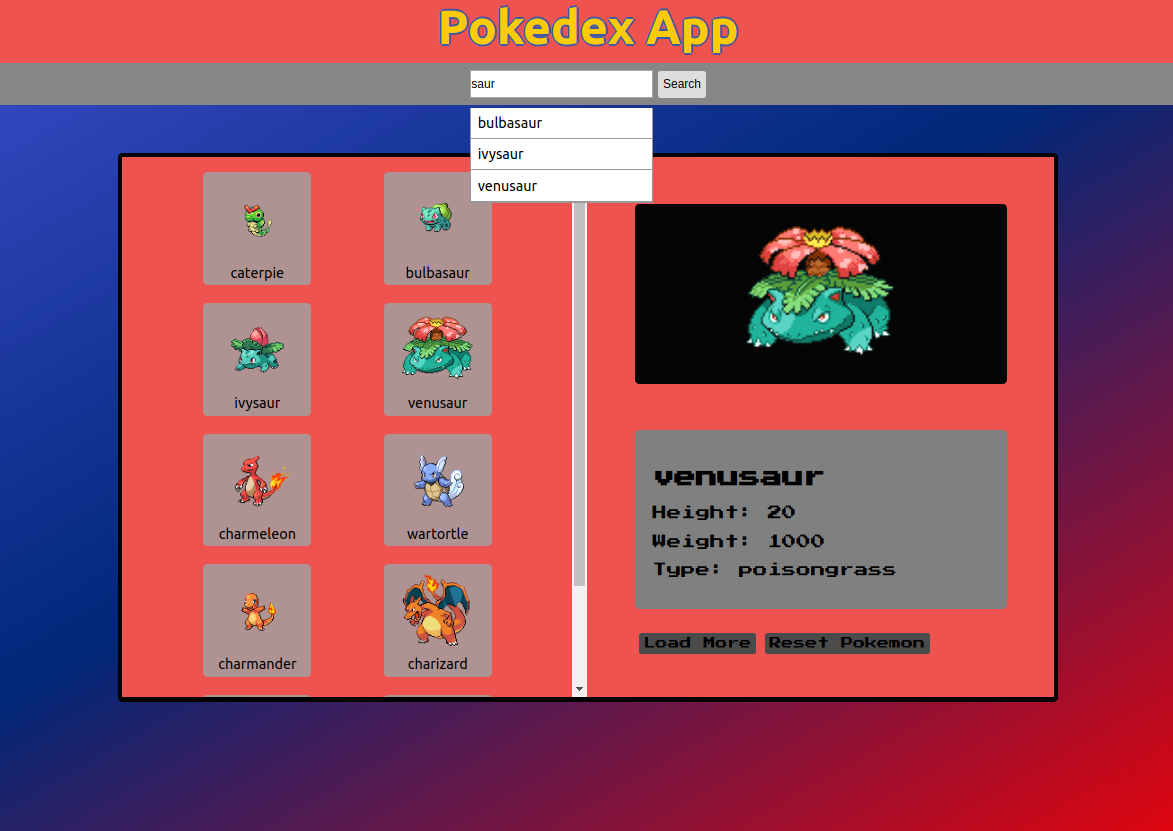 Pokedex App
saur Search
bulbasaur
ivysaur
venusaur
caterpie bulbasaur
ivysaur venusaur
charmeleon wartortle
charmander charizard
venusaur
Height: 20
Weight: 1000
Type: poisongrass
Load More Reset Pokemon